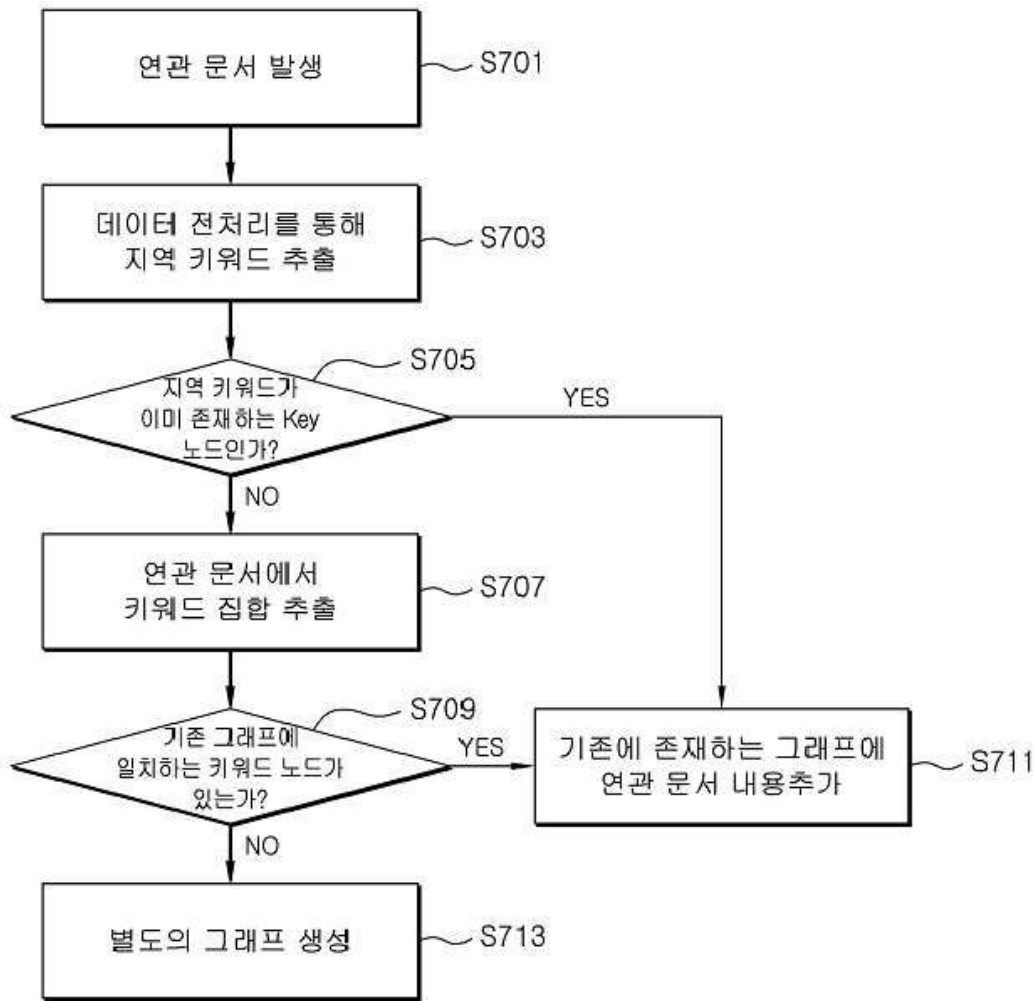 연관 문서 발생
S701
데이터 전처리를 통해
지역 키워드 추출
S703
S705
지역 키워드가
이미 존재하는 Key
노드인가?
YES
NO
연관 문서에서
키워드 집합 추출
S707
S709
기존 그래프에
일치하는 키워드 노드가
있는가?
YES
기존에 존재하는 그래프에
연관 문서 내용추가
S711
NO
별도의 그래프 생성
S713